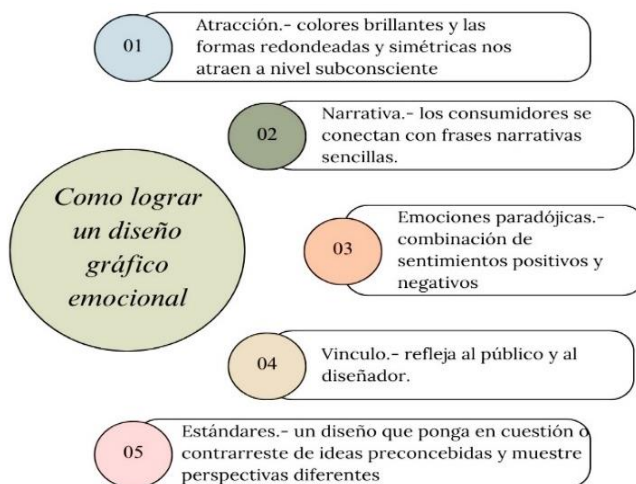 01
Atracción.- colores brillantes y las
formas redondeadas y simétricas nos
atraen a nivel subconsciente
02
Narrativa.- los consumidores se
conectan con frases narrativas
sencillas.
Como lograr
un diseño
gráfico
emocional
03
Emociones paradójicas.-
combinación de
sentimientos positivos y
negativos
04
Vinculo.- refleja al público y al
diseñador.
05
Estándares.- un diseño que ponga en cuestión o
contrarreste de ideas preconcebidas y muestre
perspectivas diferentes